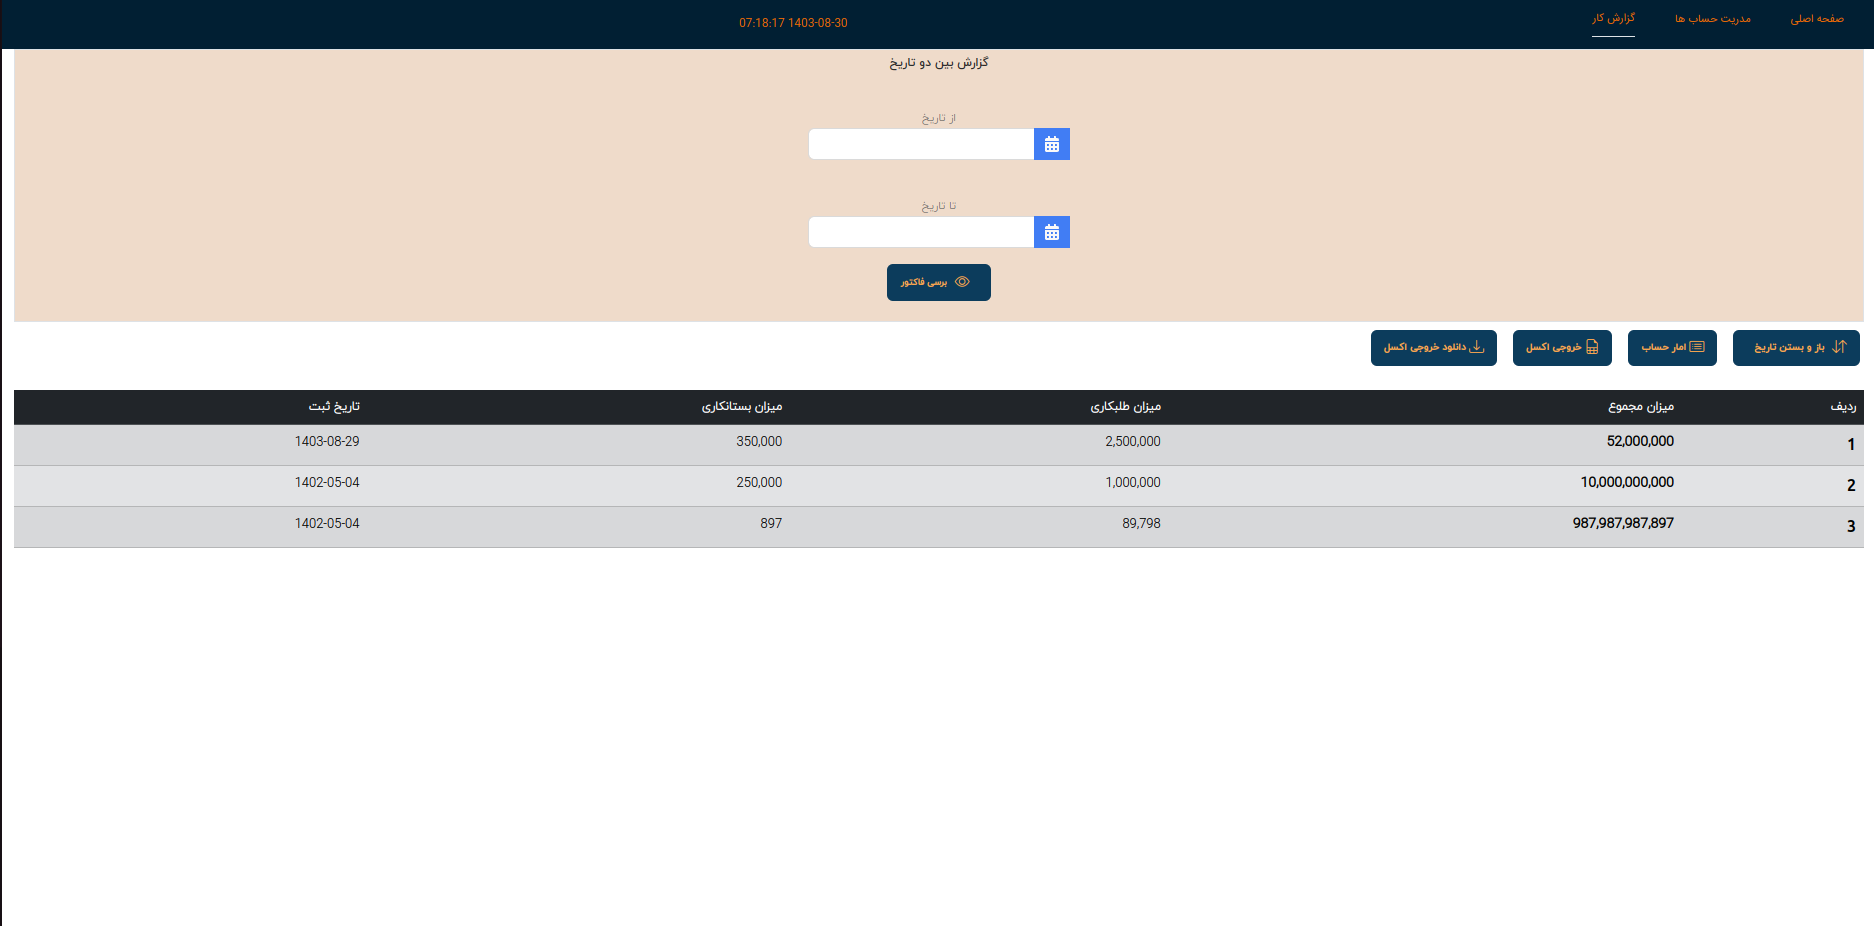 صفحه اصلی
مدریت حساب ها
گزارش کار
07:18:17 1403-08-30
گزارش بین دو تاریخ
از تاریخ
تا تاریخ
برسی فاکتور
باز و بستن تاریخ
امار حساب
خروجی اکسل
دانلود خروجی اکسل
ردیف میزان مجموع میزان طلبکاری میزان بستانکاری تاریخ ثبت
1 52,000,000 2,500,000 350,000 1403-08-29
2 10,000,000,000 1,000,000 250,000 1402-05-04
3 987,987,987,897 89,798 897 1402-05-04